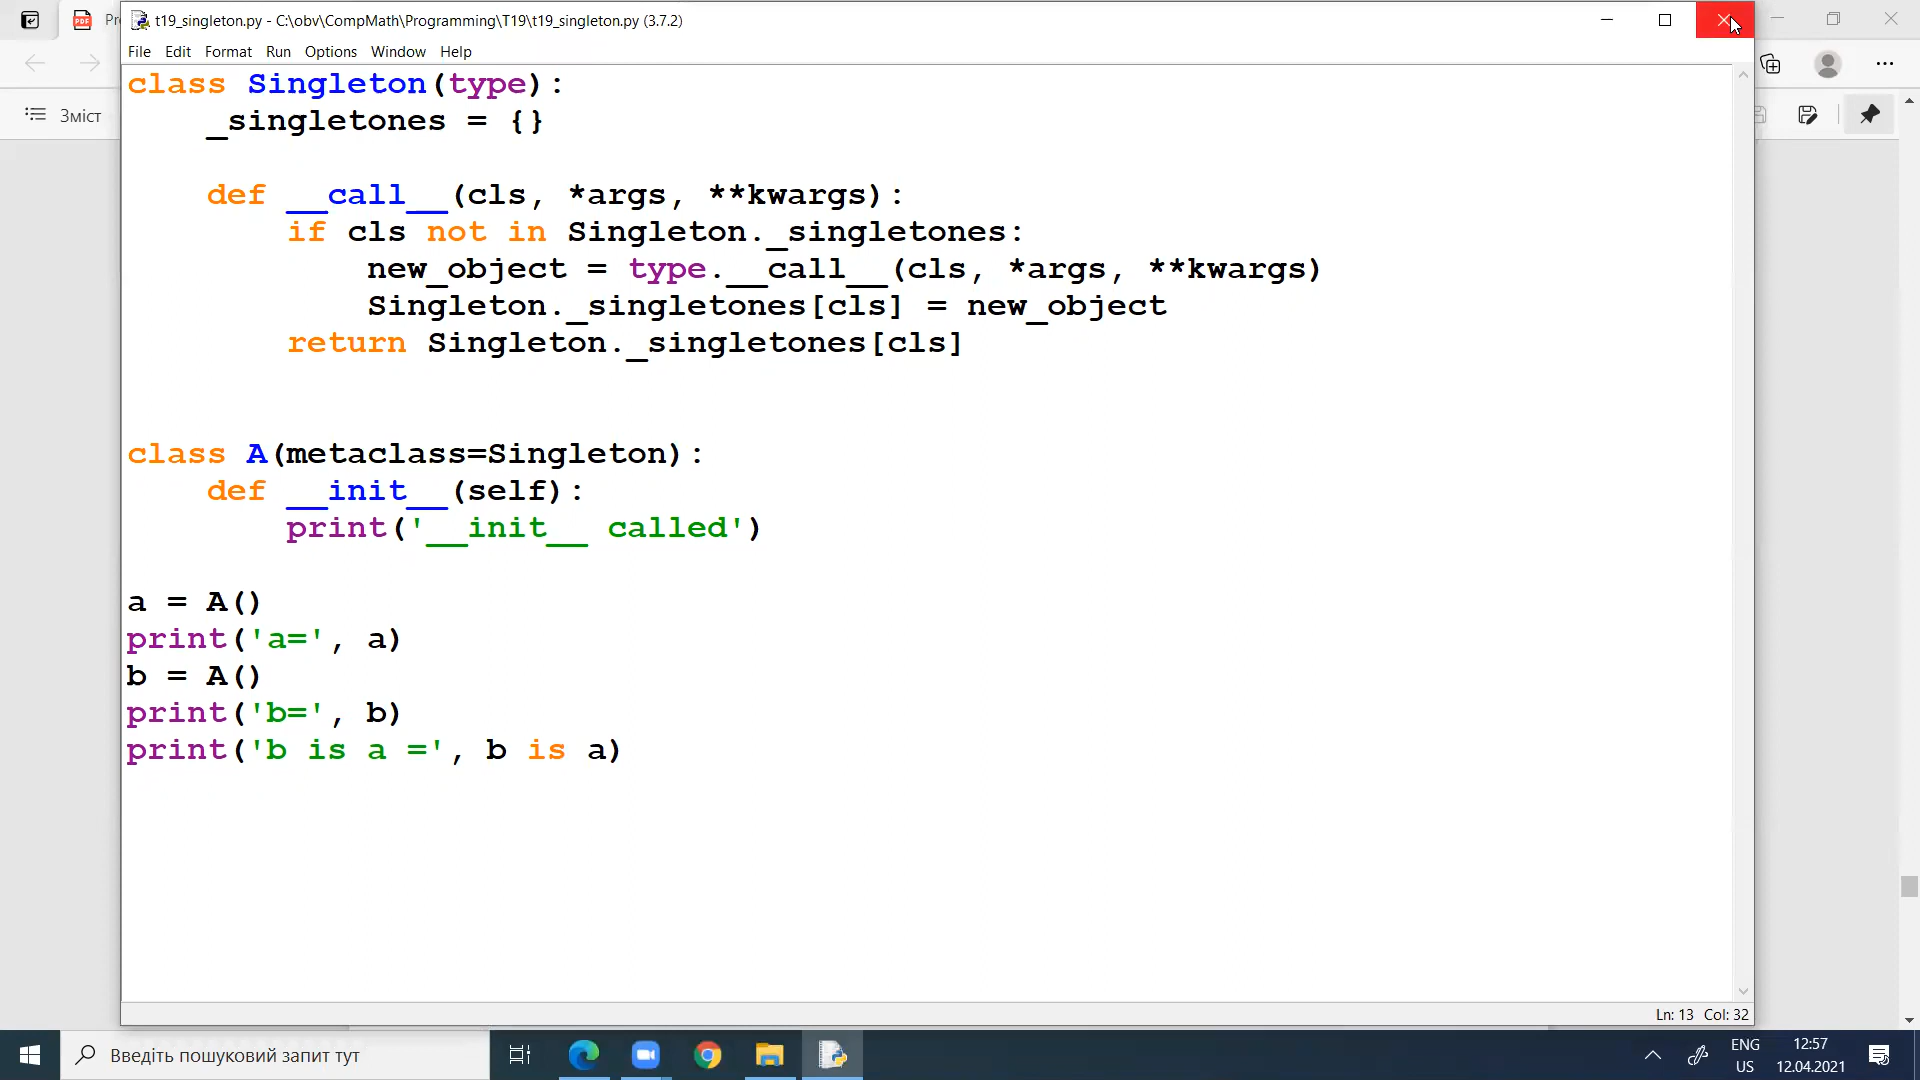 Pr
t19_singleton.py - C:\obv\CompMath\Programming\T19\t19_singleton.py (3.7.2)
File Edit Format Run Options Window Help
Зміст
class Singleton(type):
    _singletones = {}
    def __call__(cls, *args, **kwargs):
        if cls not in Singleton._singletones:
            new_object = type.__call__(cls, *args, **kwargs)
            Singleton._singletones[cls] = new_object
        return Singleton._singletones[cls]
class A(metaclass=Singleton):
    def __init__(self):
        print('__init__ called')
a = A()
print('a=', a)
b = A()
print('b=', b)
print('b is a =', b is a)
Ln: 13 Col: 32
Введіть пошуковий запит тут
ENG
US
12:57
12.04.2021